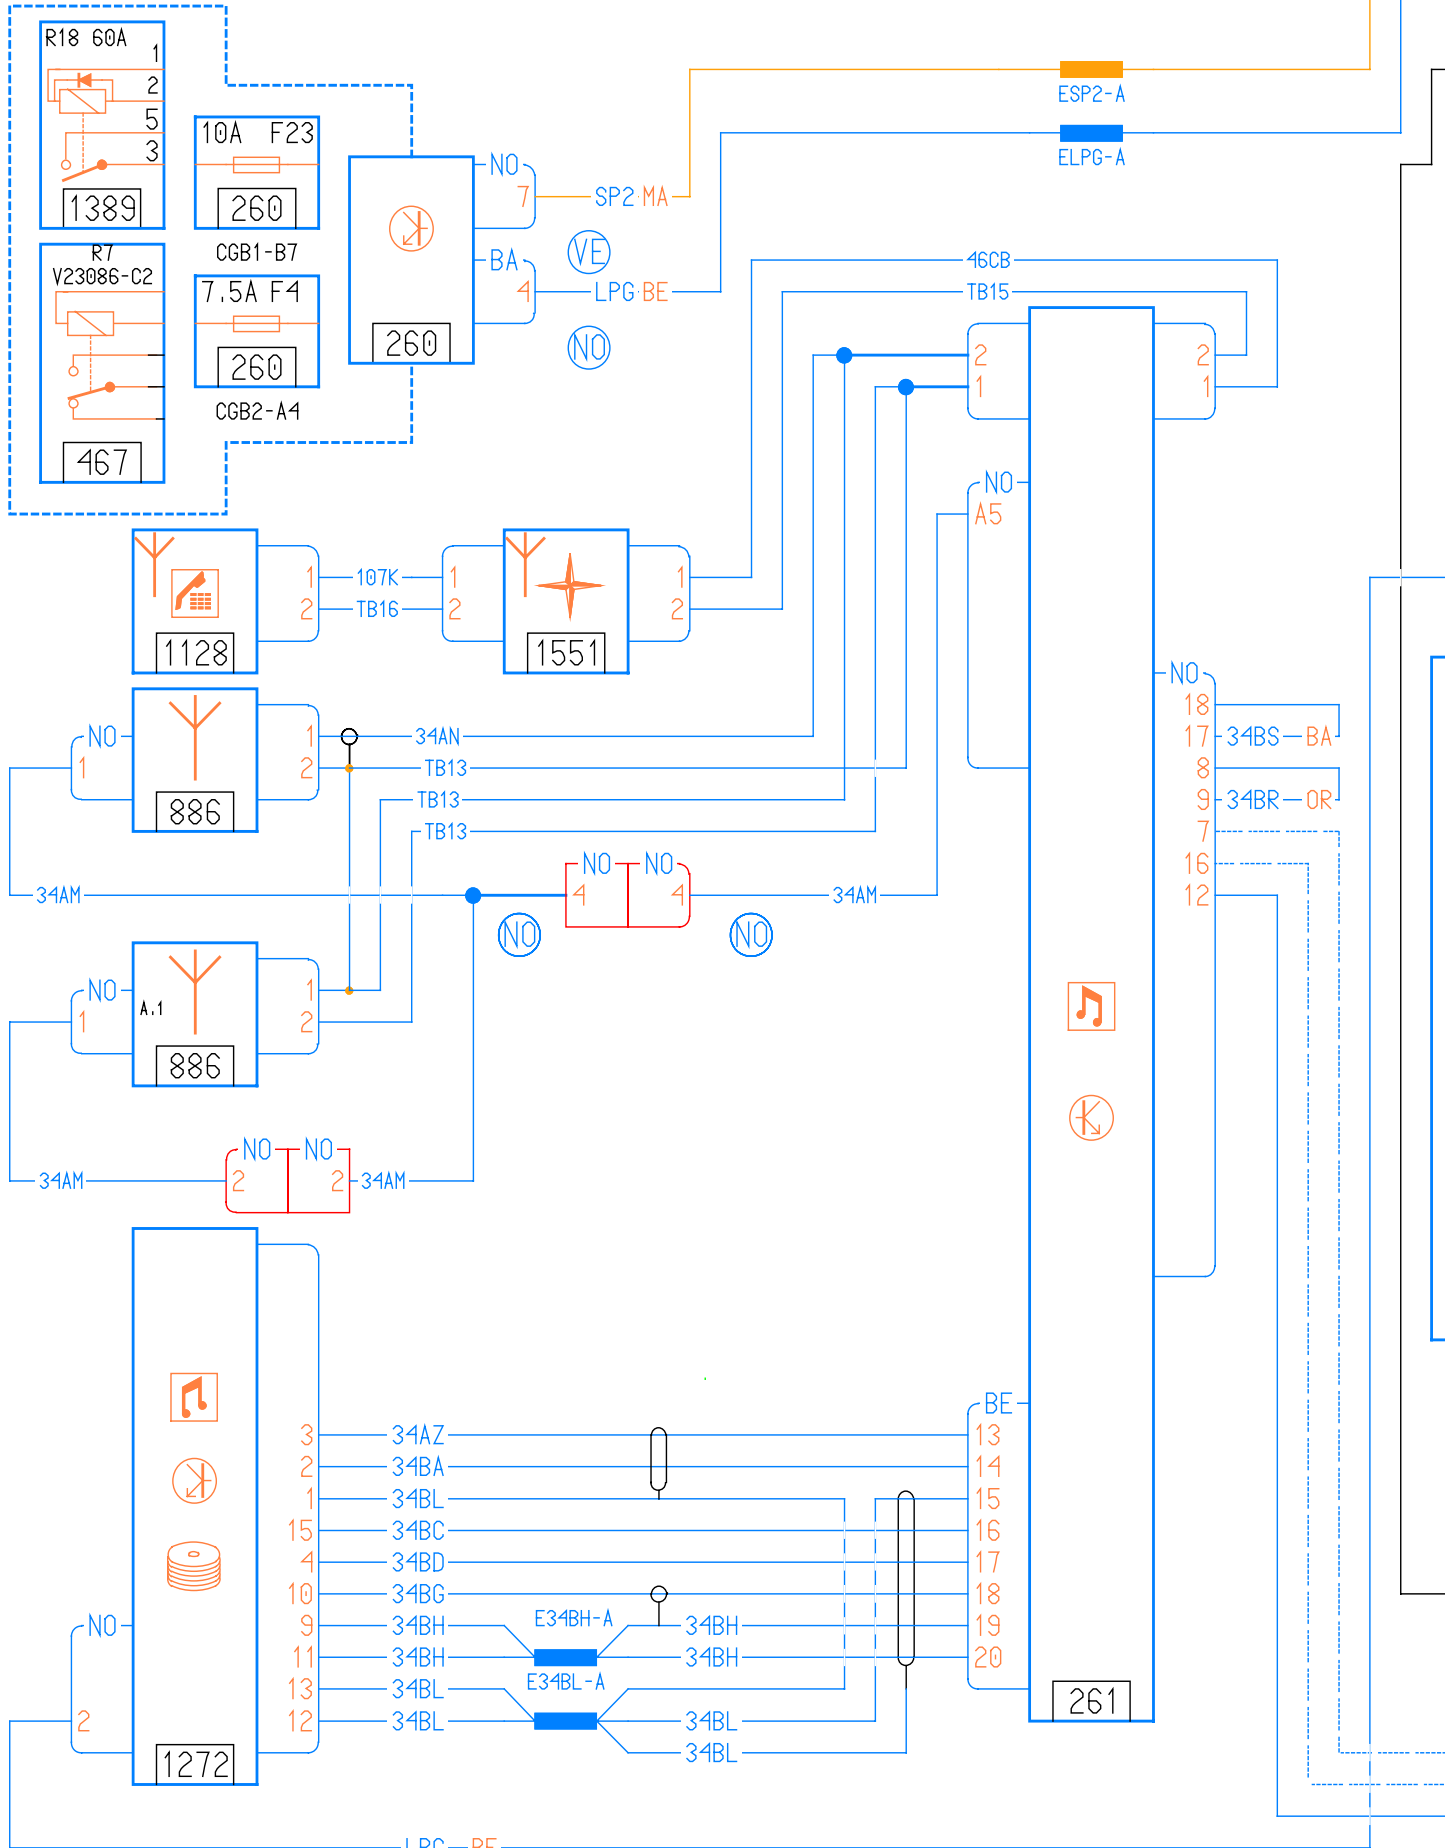 R18 60A
1
2
5
3
1389
10A F23
260
CGB1-B7
R7
V23086-C2
467
7.5A F4
260
CGB2-A4
260
NO
7
SP2 MA
VE
BA
4
LPG BE
NO
ESP2-A
ELPG-A
46CB
TB15
2
1
2
1
NO
A5
1128
1
2
107K
TB16
1
2
1551
1
2
NO
1
886
1
2
34AN
TB13
TB13
TB13
34AM
NO
NO
4
4
34AM
NO
NO
NO
18
17 34BS BA
8
9 34BR OR
7
16
12
NO
1
A.1
886
1
2
34AM
NO
NO
2
2
34AM
BE
3 34AZ 13
2 34BA 14
1 34BL 15
15 34BC 16
4 34BD 17
10 34BG 18
E34BH-A
NO
9 34BH 34BH 19
11 34BH 34BH 20
E34BL-A
13 34BL
2
12 34BL 34BL
34BL
261
1272
LPG BE